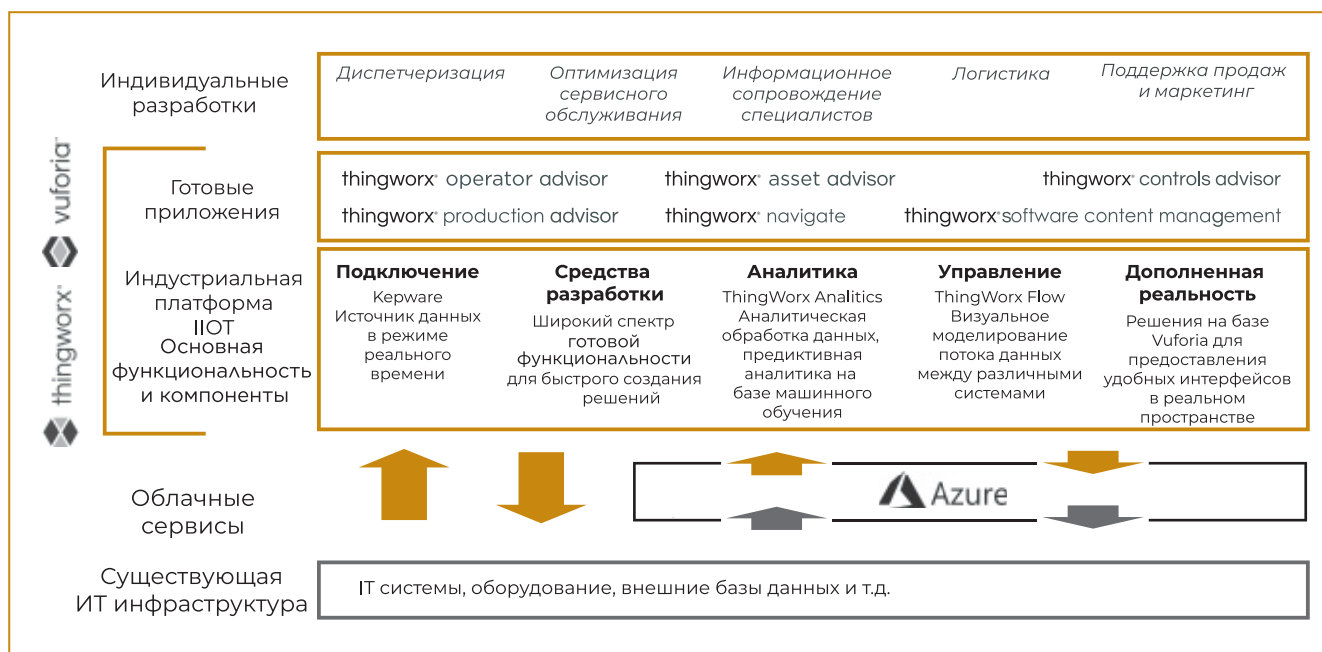 Индивидуальные
разработки
Диспетчеризация
Оптимизация
сервисного
обслуживания
Информационное
сопровождение
специалистов
Логистика
Поддержка продаж
и маркетинг
thingworx vuforia
Готовые
приложения
thingworx operator advisor
thingworx asset advisor
thingworx controls advisor
thingworx production advisor
thingworx navigate
thingworx software content management
Индустриальная
платформа
IIOT
Основная
функциональность
и компоненты
Подключение
Kepware
Источник данных
в режиме
реального
времени
Средства
разработки
Широкий спектр
готовой
функциональности
для быстрого создания
решений
Аналитика
ThingWorx Analitics
Аналитическая
обработка данных,
предиктивная
аналитика на
базе машинного
обучения
Управление
ThingWorx Flow
Визуальное
моделирование
потока данных
между различными
системами
Дополненная
реальность
Решения на базе
Vuforia для
предоставления
удобных интерфейсов
в реальном
пространстве
Облачные
сервисы
Azure
Существующая
ИТ инфраструктура
IT системы, оборудование, внешние базы данных и т.д.